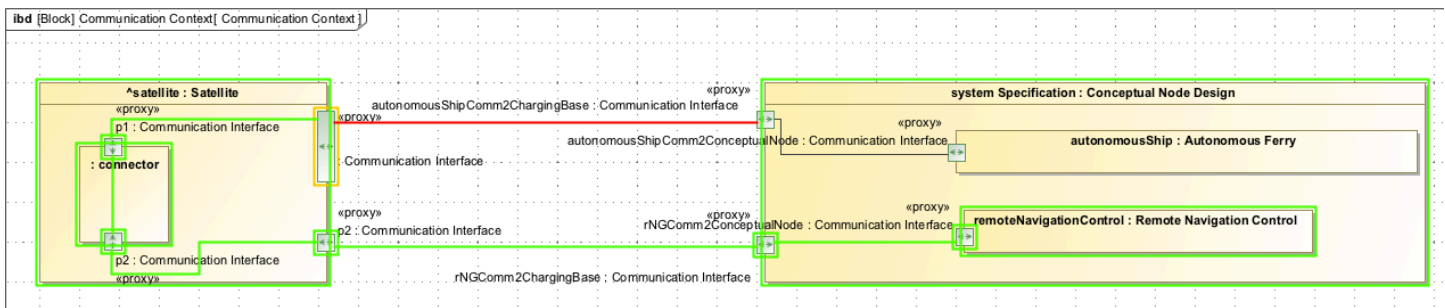 ibd [Block] Communication Context[ Communication Context ]
^satellite : Satellite
«proxy»
p1 : Communication Interface
: connector
p2 : Communication Interface
«proxy»
«proxy»
: Communication Interface
«proxy»
p2 : Communication Interface
«proxy»
autonomousShipComm2ChargingBase : Communication Interface
«proxy»
rNGComm2ChargingBase : Communication Interface
system Specification : Conceptual Node Design
«proxy»
autonomousShipComm2ConceptualNode : Communication Interface
autonomousShip : Autonomous Ferry
«proxy»
rNGComm2ConceptualNode : Communication Interface
remoteNavigationControl : Remote Navigation Control